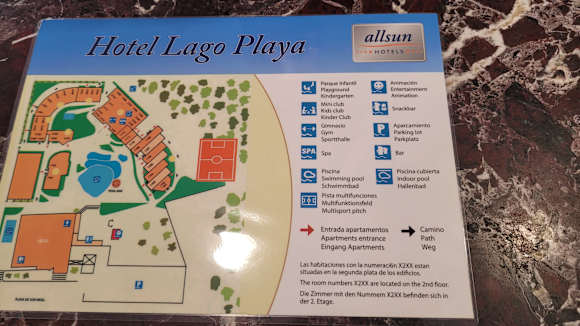 Hotel Lago Playa
allsun
HOTELS
Parque Infantil
Playground
Kindergarten
Animación
Entertainment
Animation
Mini club
Kids club
Kinder Club
Snackbar
Gimnacio
Gym
Sporthalle
P
Aparcamiento
Parking lot
Parkplatz
SPA
Spa
Bar
Piscina
Swimming pool
Schwimmbad
Piscina cubierta
Indoor pool
Hallenbad
Pista multifunciones
Multifunktionsfeld
Multisport pitch
Entrada apartamentos
Apartments entrance
Eingang Apartments
Camino
Path
Weg
Las habitaciones con la numeración X2XX estan
situadas en la segunda plata de los edificios.
The room numbers X2XX are located on the 2nd floor.
Die Zimmer mit den Nummern X2XX befinden sich in
der 2. Etage.